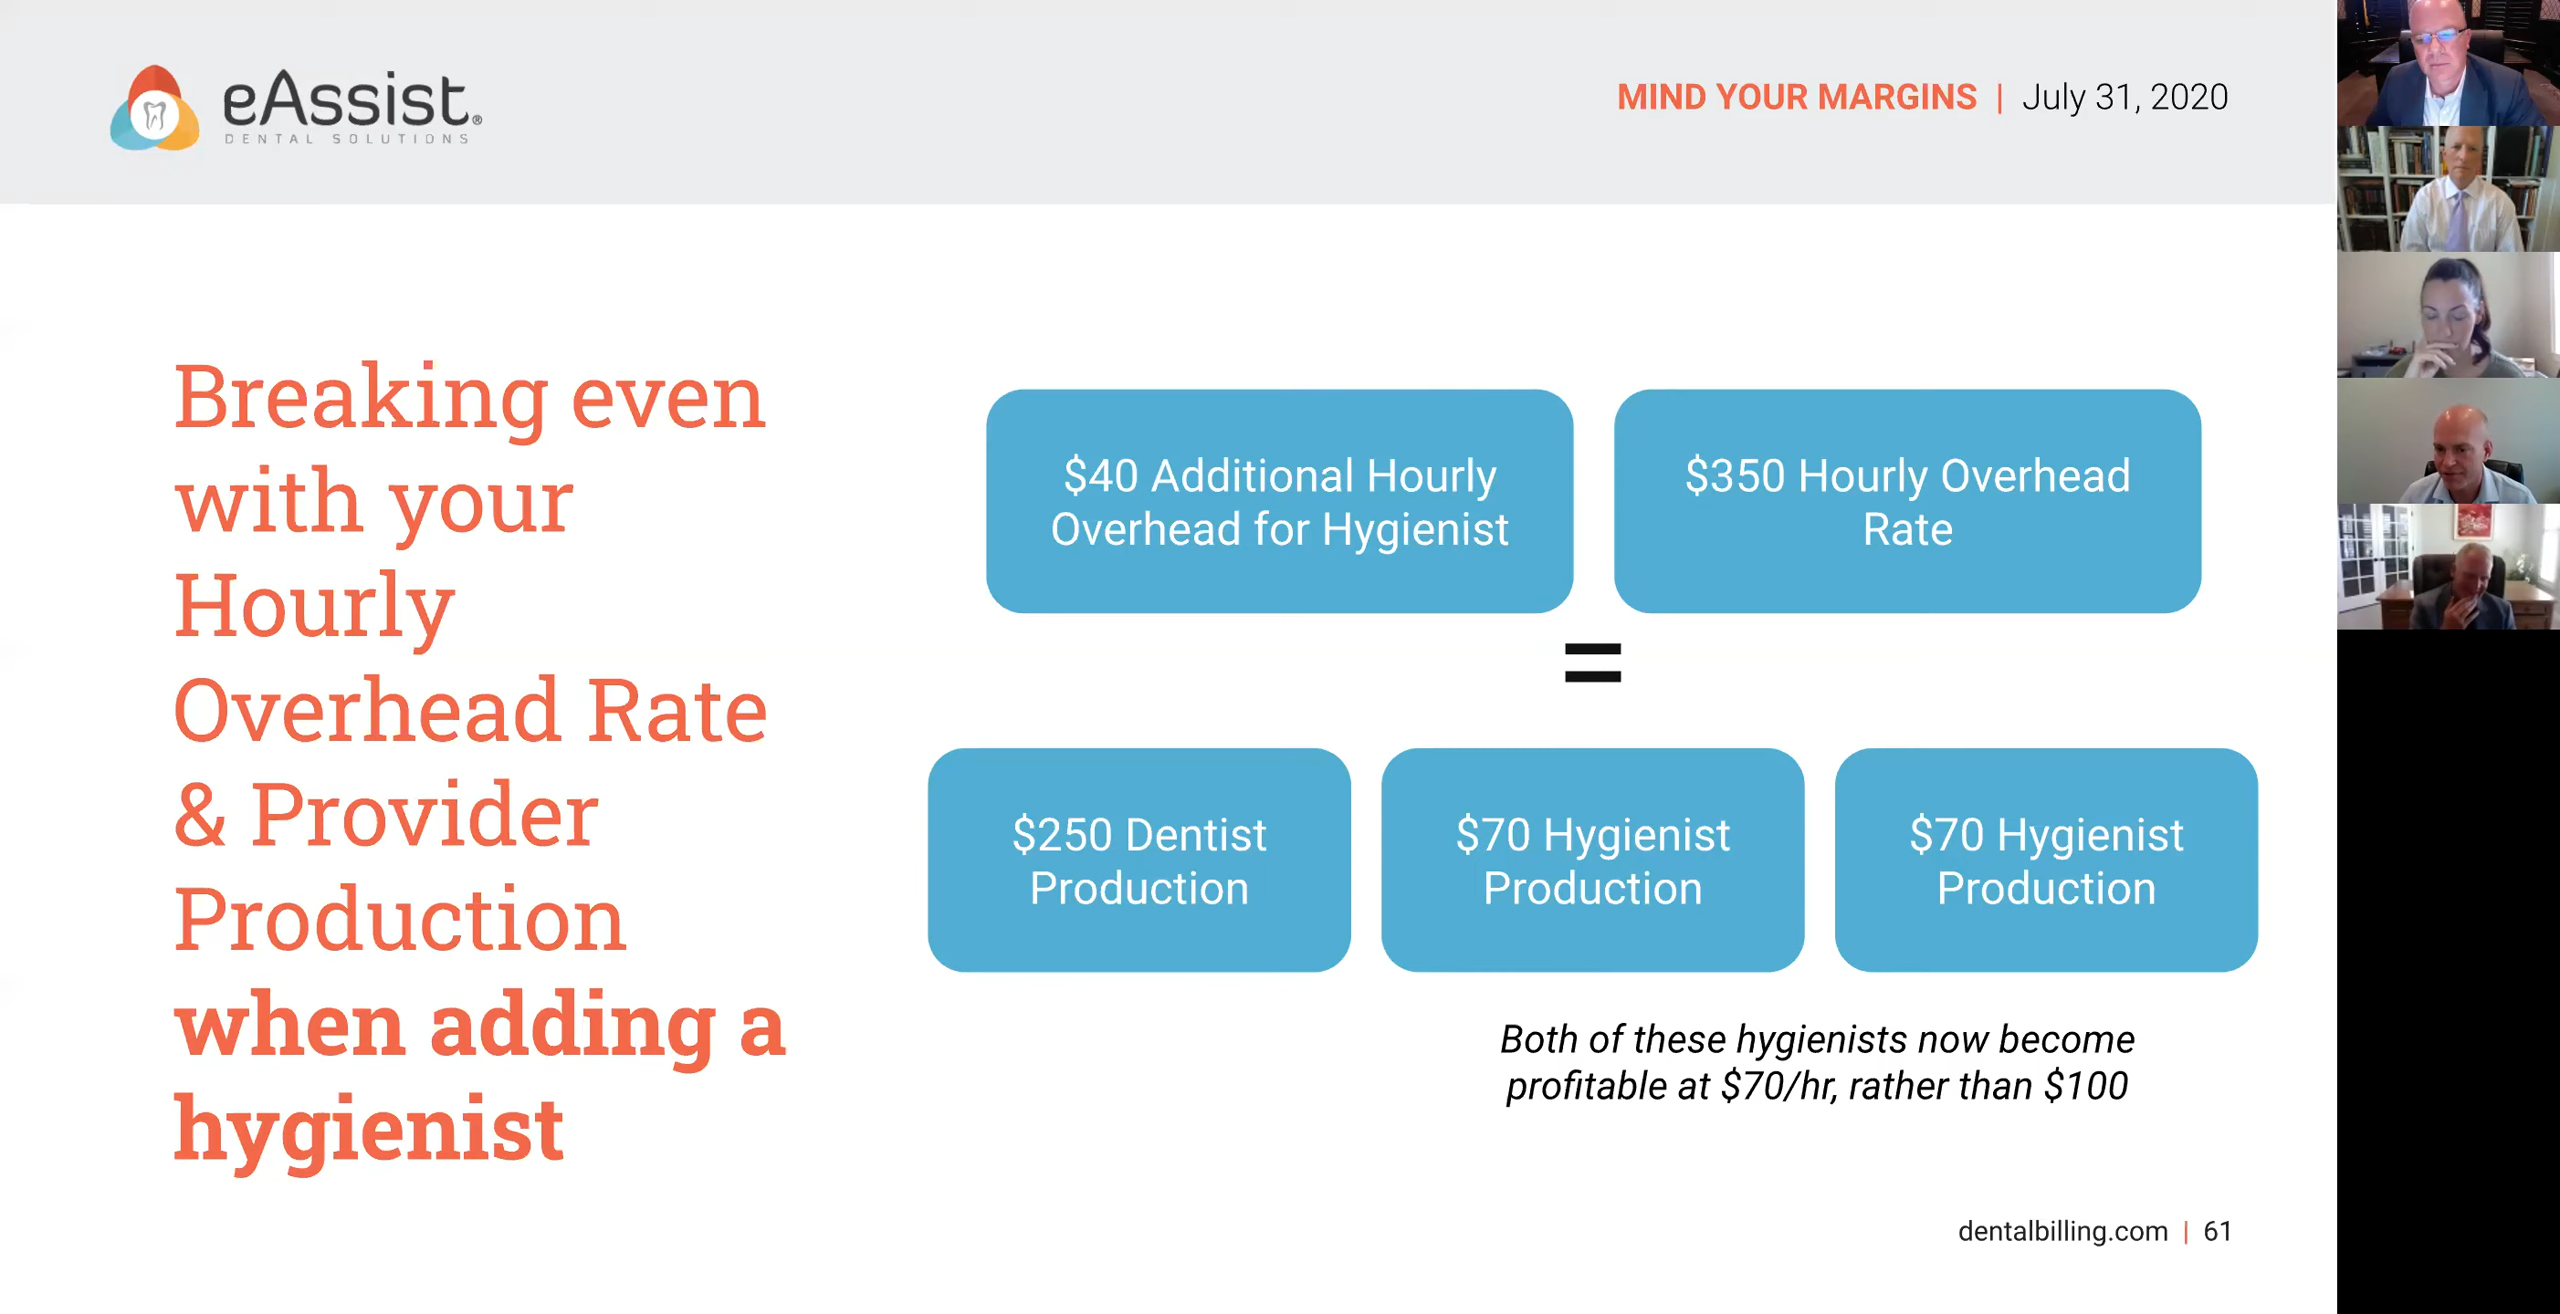 eAssist®
DENTAL SOLUTIONS
MIND YOUR MARGINS | July 31, 2020
Breaking even
with your
Hourly
Overhead Rate
& Provider
Production
when adding a
hygienist
$40 Additional Hourly
Overhead for Hygienist
$350 Hourly Overhead
Rate
=
$250 Dentist
Production
$70 Hygienist
Production
$70 Hygienist
Production
Both of these hygienists now become
profitable at $70/hr, rather than $100
dentalbilling.com | 61